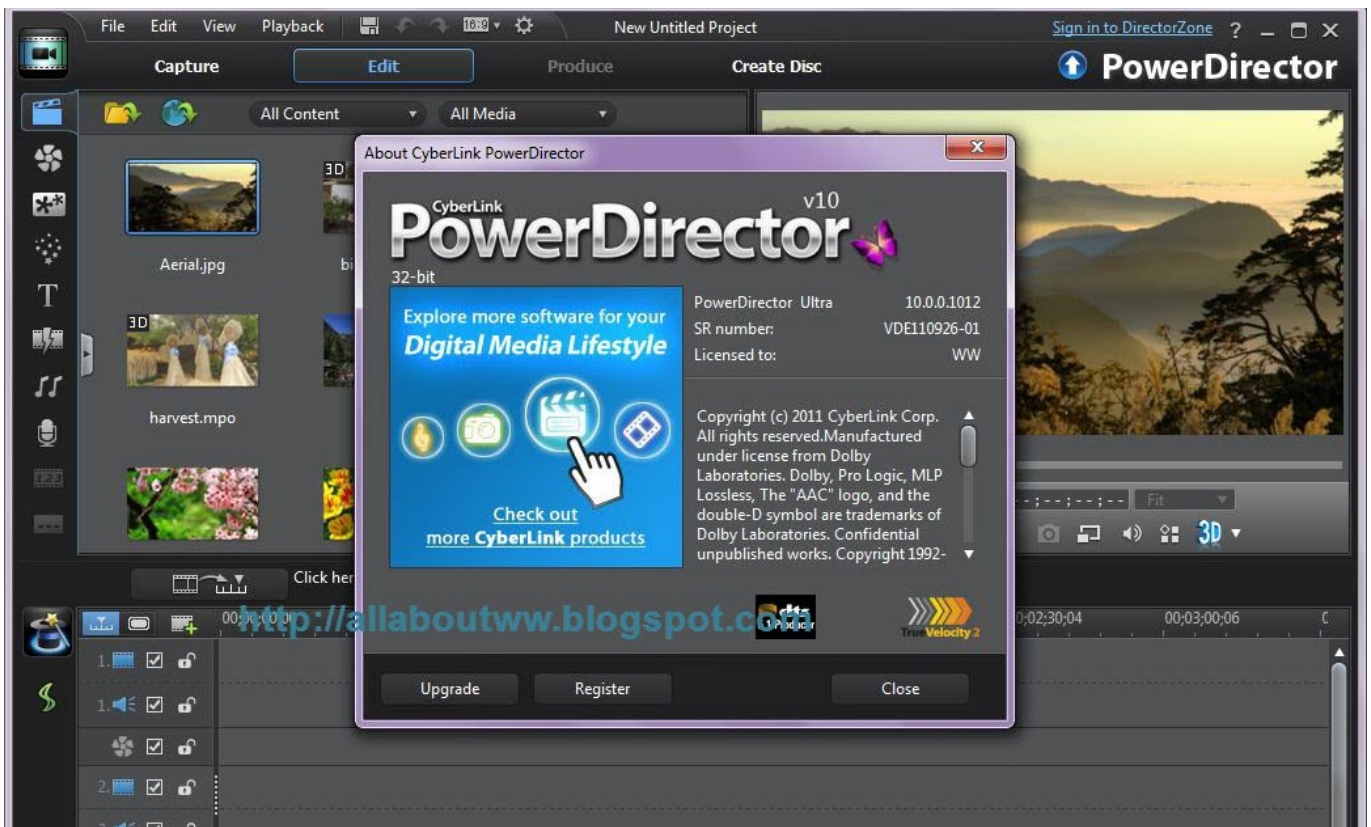 File Edit View Playback 16:9 New Untitled Project Sign in to DirectorZone ?
Capture Edit Produce Create Disc PowerDirector
All Content All Media
3D
Aerial.jpg
bi
3D
harvest.mpo
About CyberLink PowerDirector
CyberLink
PowerDirector v10
32-bit
Explore more software for your
Digital Media Lifestyle
Check out
more CyberLink products
PowerDirector Ultra 10.0.0.1012
SR number: VDE110926-01
Licensed to: WW
Copyright (c) 2011 CyberLink Corp.
All rights reserved.Manufactured
under license from Dolby
Laboratories. Dolby, Pro Logic, MLP
Lossless, The "AAC" logo, and the
double-D symbol are trademarks of
Dolby Laboratories. Confidential
unpublished works. Copyright 1992-
dts
TrueVelocity 2
Upgrade Register Close
--;--;--;-- Fit
3D
Click her
http://allaboutww.blogspot.com
0;02;30;04 00;03;00;06
1.
1.
2.